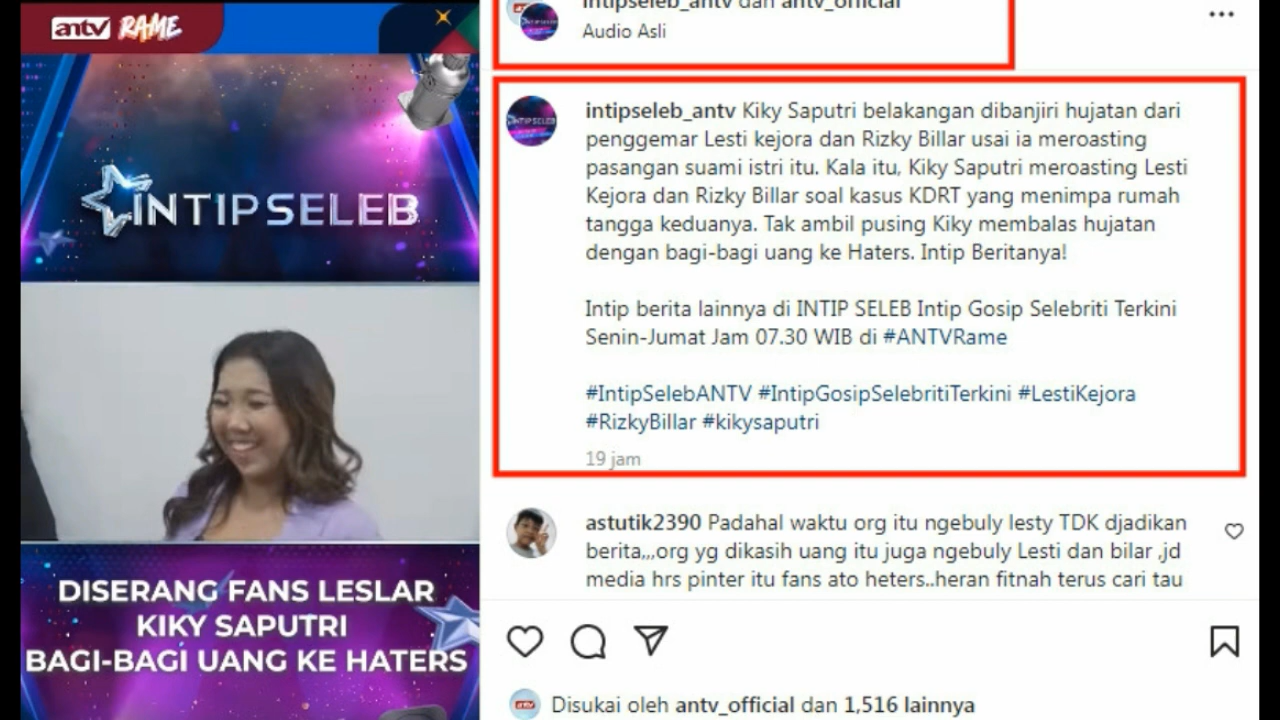 antv RAME
INTIPSELEB
DISERANG FANS LESLAR
KIKY SAPUTRI
BAGI-BAGI UANG KE HATERS
intipseleb_antv dan antv_official
Audio Asli
intipseleb_antv Kiky Saputri belakangan dibanjiri hujatan dari
penggemar Lesti kejora dan Rizky Billar usai ia meroasting
pasangan suami istri itu. Kala itu, Kiky Saputri meroasting Lesti
Kejora dan Rizky Billar soal kasus KDRT yang menimpa rumah
tangga keduanya. Tak ambil pusing Kiky membalas hujatan
dengan bagi-bagi uang ke Haters. Intip Beritanya!
Intip berita lainnya di INTIP SELEB Intip Gosip Selebriti Terkini
Senin-Jumat Jam 07.30 WIB di #ANTVRame
#IntipSelebANTV #IntipGosipSelebritiTerkini #LestiKejora
#RizkyBillar #kikysaputri
19 jam
astutik2390 Padahal waktu org itu ngebuly lesty TDK djadikan
berita,,,org yg dikasih uang itu juga ngebuly Lesti dan bilar ,jd
media hrs pinter itu fans ato heters..heran fitnah terus cari tau
Disukai oleh antv_official dan 1,516 lainnya